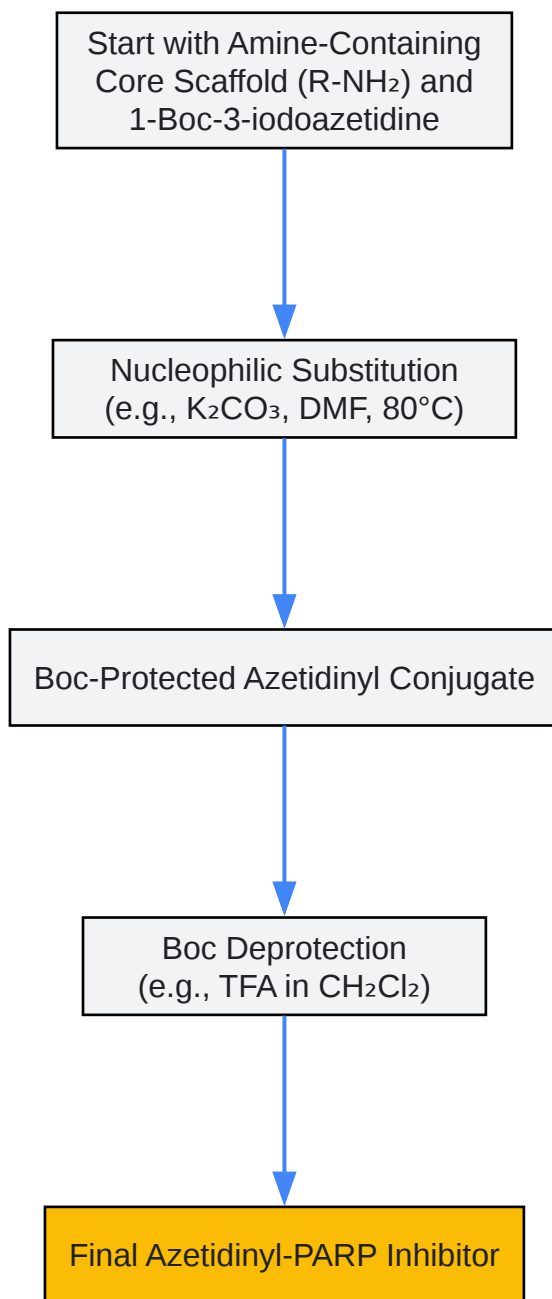 Start with Amine-Containing
Core Scaffold (R-NH₂) and
1-Boc-3-iodoazetidine
Nucleophilic Substitution
(e.g., K₂CO₃, DMF, 80°C)
Boc-Protected Azetidinyl Conjugate
Boc Deprotection
(e.g., TFA in CH₂Cl₂)
Final Azetidinyl-PARP Inhibitor